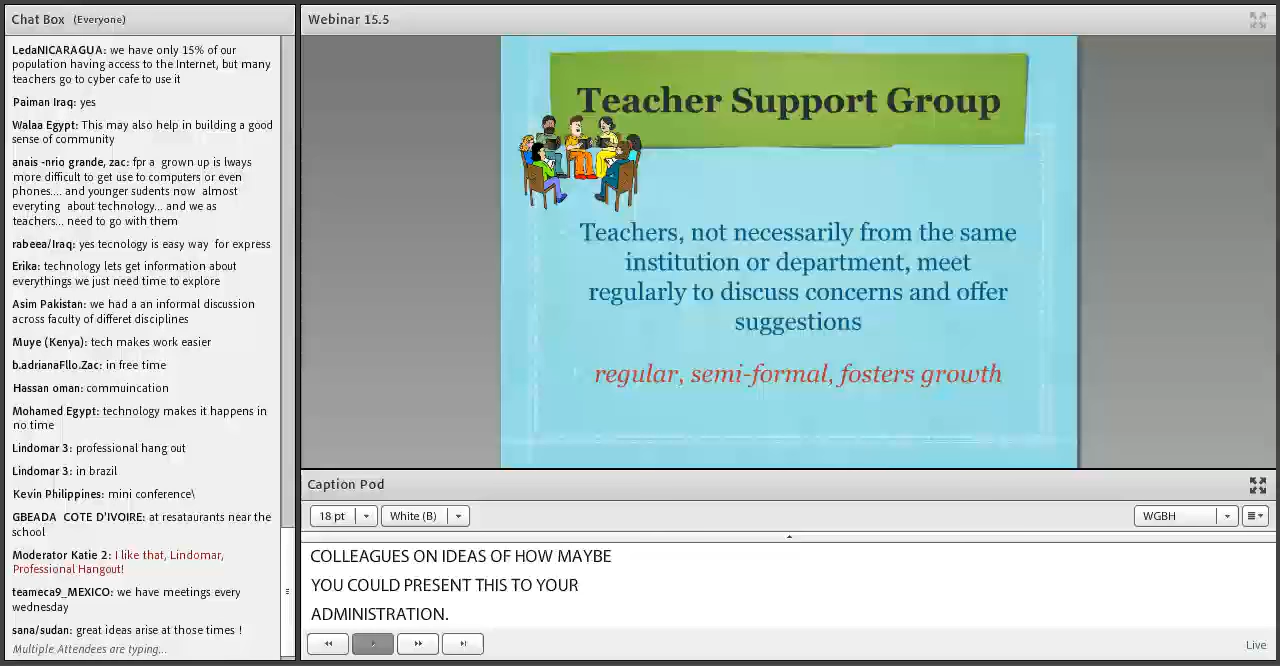 Chat Box (Everyone)
LedaNICARAGUA: we have only 15% of our
population having access to the Internet, but many
teachers go to cyber cafe to use it
Paiman Iraq: yes
Walaa Egypt: This may also help in building a good
sense of community
anais -nrio grande, zac: fpr a grown up is lways
more difficult to get use to computers or even
phones.... and younger sudents now almost
everyting about technology... and we as
teachers... need to go with them
rabeea/Iraq: yes tecnology is easy way for express
Erika: technology lets get information about
everythings we just need time to explore
Asim Pakistan: we had a an informal discussion
across faculty of differet disciplines
Muye (Kenya): tech makes work easier
b.adrianaFllo.Zac: in free time
Hassan oman: commuincation
Mohamed Egypt: technology makes it happens in
no time
Lindomar 3: professional hang out
Lindomar 3: in brazil
Kevin Philippines: mini conference\
GBEADA COTE D'IVOIRE: at resataurants near the
school
Moderator Katie 2: I like that, Lindomar,
Professional Hangout!
teameca9_MEXICO: we have meetings every
wednesday
sana/sudan: great ideas arise at those times !
Multiple Attendees are typing...
Webinar 15.5
Teacher Support Group
Teachers, not necessarily from the same
institution or department, meet
regularly to discuss concerns and offer
suggestions
regular, semi-formal, fosters growth
Caption Pod
18 pt
White (B)
WGBH
COLLEAGUES ON IDEAS OF HOW MAYBE
YOU COULD PRESENT THIS TO YOUR
ADMINISTRATION.
Live